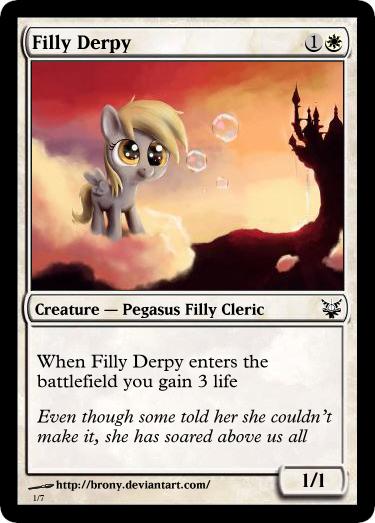 Filly Derpy 1
Creature — Pegasus Filly Cleric
When Filly Derpy enters the
battlefield you gain 3 life
Even though some told her she couldn't
make it, she has soared above us all
1/1
http://brony.deviantart.com/
1/7